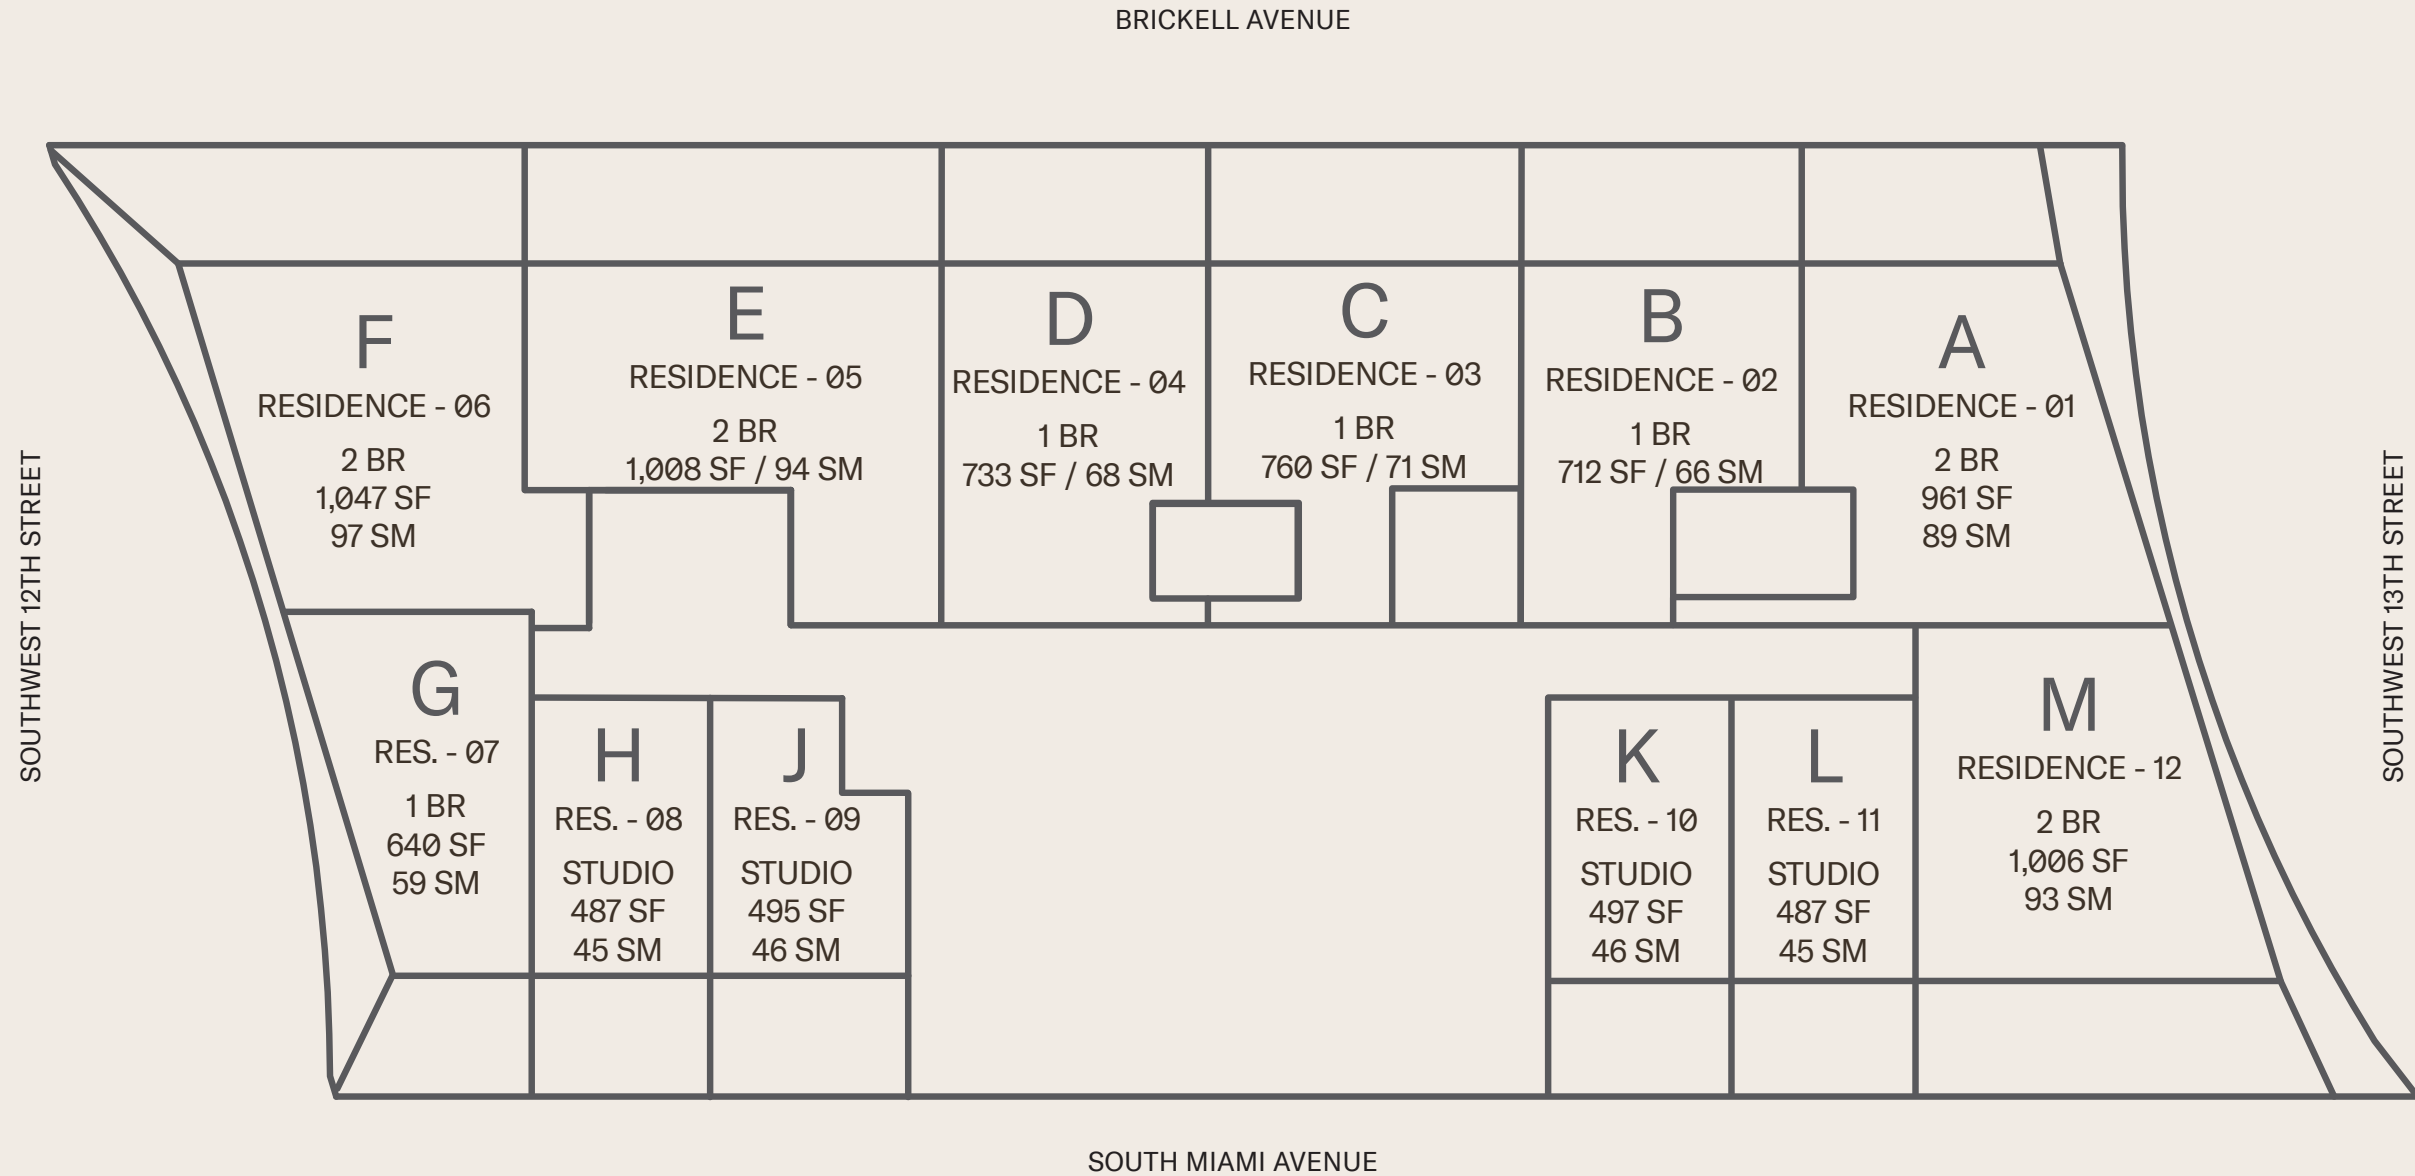 BRICKELL AVENUE
SOUTHWEST 12TH STREET
F
RESIDENCE - 06
2 BR
1,047 SF
97 SM
E
RESIDENCE - 05
2 BR
1,008 SF / 94 SM
D
RESIDENCE - 04
1 BR
733 SF / 68 SM
C
RESIDENCE - 03
1 BR
760 SF / 71 SM
B
RESIDENCE - 02
1 BR
712 SF / 66 SM
A
RESIDENCE - 01
2 BR
961 SF
89 SM
SOUTHWEST 13TH STREET
G
RES. - 07
1 BR
640 SF
59 SM
H
RES. - 08
STUDIO
487 SF
45 SM
J
RES. - 09
STUDIO
495 SF
46 SM
K
RES. - 10
STUDIO
497 SF
46 SM
L
RES. - 11
STUDIO
487 SF
45 SM
M
RESIDENCE - 12
2 BR
1,006 SF
93 SM
SOUTH MIAMI AVENUE